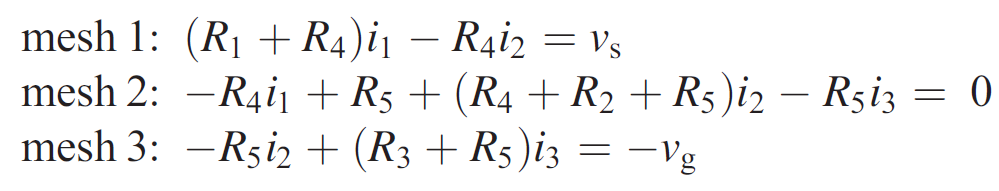 mesh 1: (R₁ + R₄)i₁ − R₄i₂ = vₛ
mesh 2: −R₄i₁ + R₅ + (R₄ + R₂ + R₅)i₂ − R₅i₃ = 0
mesh 3: −R₅i₂ + (R₃ + R₅)i₃ = −v_g